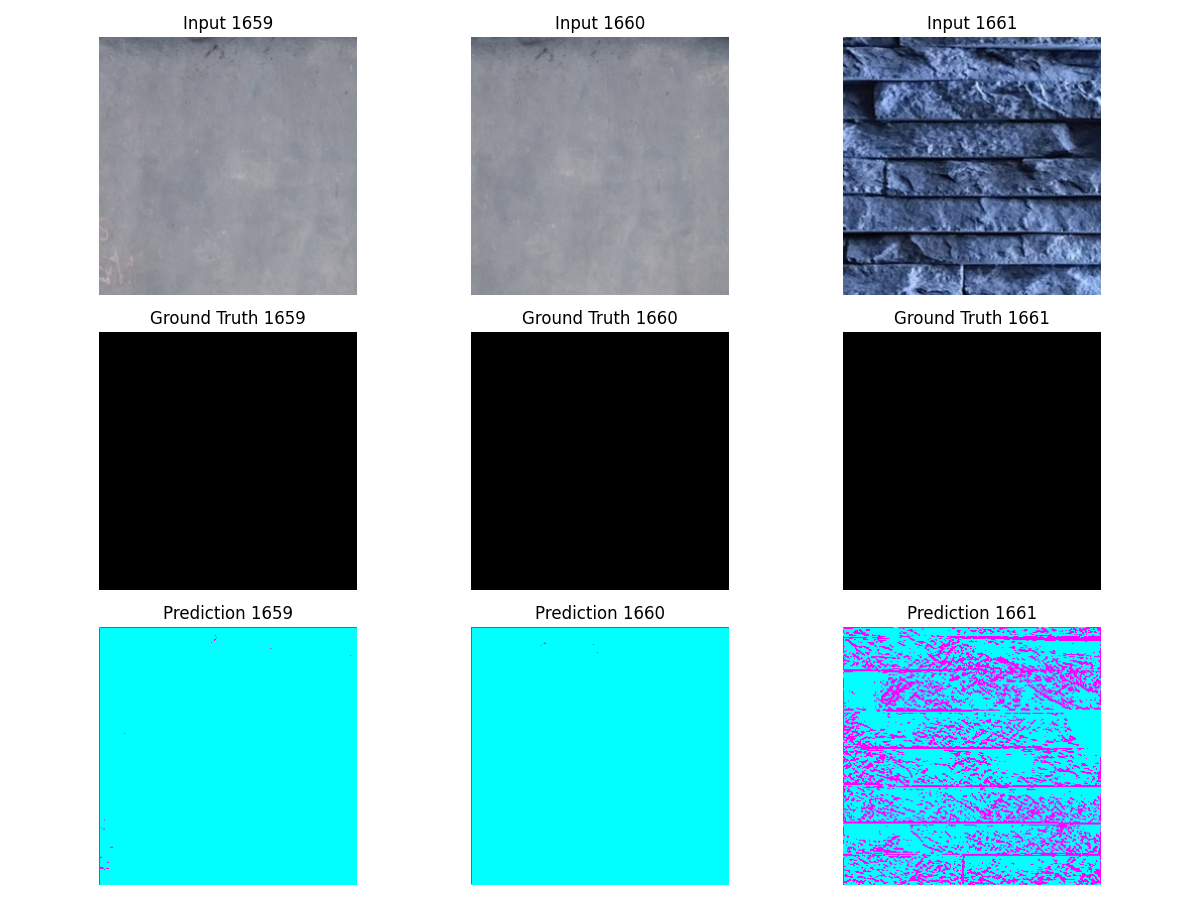 Input 1659
Input 1660
Input 1661
Ground Truth 1659
Ground Truth 1660
Ground Truth 1661
Prediction 1659
Prediction 1660
Prediction 1661